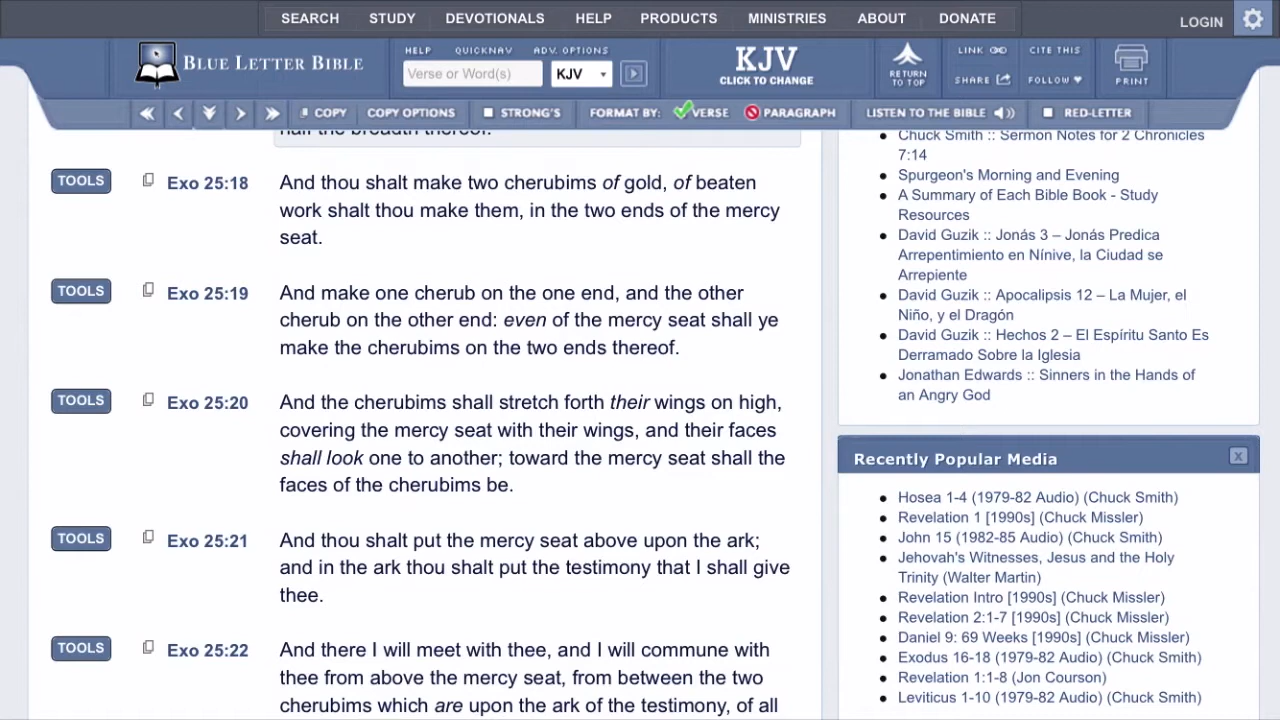 SEARCH STUDY DEVOTIONALS HELP PRODUCTS MINISTRIES ABOUT DONATE LOGIN
BLUE LETTER BIBLE
HELP QUICKNAV ADV. OPTIONS
Verse or Word(s) KJV
KJV
CLICK TO CHANGE
RETURN
TO TOP
LINK CITE THIS
SHARE FOLLOW
PRINT
COPY COPY OPTIONS STRONG'S FORMAT BY: VERSE PARAGRAPH LISTEN TO THE BIBLE RED-LETTER
half the breadth thereof.
TOOLS Exo 25:18 And thou shalt make two cherubims of gold, of beaten
work shalt thou make them, in the two ends of the mercy
seat.
TOOLS Exo 25:19 And make one cherub on the one end, and the other
cherub on the other end: even of the mercy seat shall ye
make the cherubims on the two ends thereof.
TOOLS Exo 25:20 And the cherubims shall stretch forth their wings on high,
covering the mercy seat with their wings, and their faces
shall look one to another; toward the mercy seat shall the
faces of the cherubims be.
TOOLS Exo 25:21 And thou shalt put the mercy seat above upon the ark;
and in the ark thou shalt put the testimony that I shall give
thee.
TOOLS Exo 25:22 And there I will meet with thee, and I will commune with
thee from above the mercy seat, from between the two
cherubims which are upon the ark of the testimony, of all
Chuck Smith :: Sermon Notes for 2 Chronicles
7:14
Spurgeon's Morning and Evening
A Summary of Each Bible Book - Study
Resources
David Guzik :: Jonás 3 – Jonás Predica
Arrepentimiento en Nínive, la Ciudad se
Arrepiente
David Guzik :: Apocalipsis 12 – La Mujer, el
Niño, y el Dragón
David Guzik :: Hechos 2 – El Espíritu Santo Es
Derramado Sobre la Iglesia
Jonathan Edwards :: Sinners in the Hands of
an Angry God
Recently Popular Media x
Hosea 1-4 (1979-82 Audio) (Chuck Smith)
Revelation 1 [1990s] (Chuck Missler)
John 15 (1982-85 Audio) (Chuck Smith)
Jehovah's Witnesses, Jesus and the Holy
Trinity (Walter Martin)
Revelation Intro [1990s] (Chuck Missler)
Revelation 2:1-7 [1990s] (Chuck Missler)
Daniel 9: 69 Weeks [1990s] (Chuck Missler)
Exodus 16-18 (1979-82 Audio) (Chuck Smith)
Revelation 1:1-8 (Jon Courson)
Leviticus 1-10 (1979-82 Audio) (Chuck Smith)